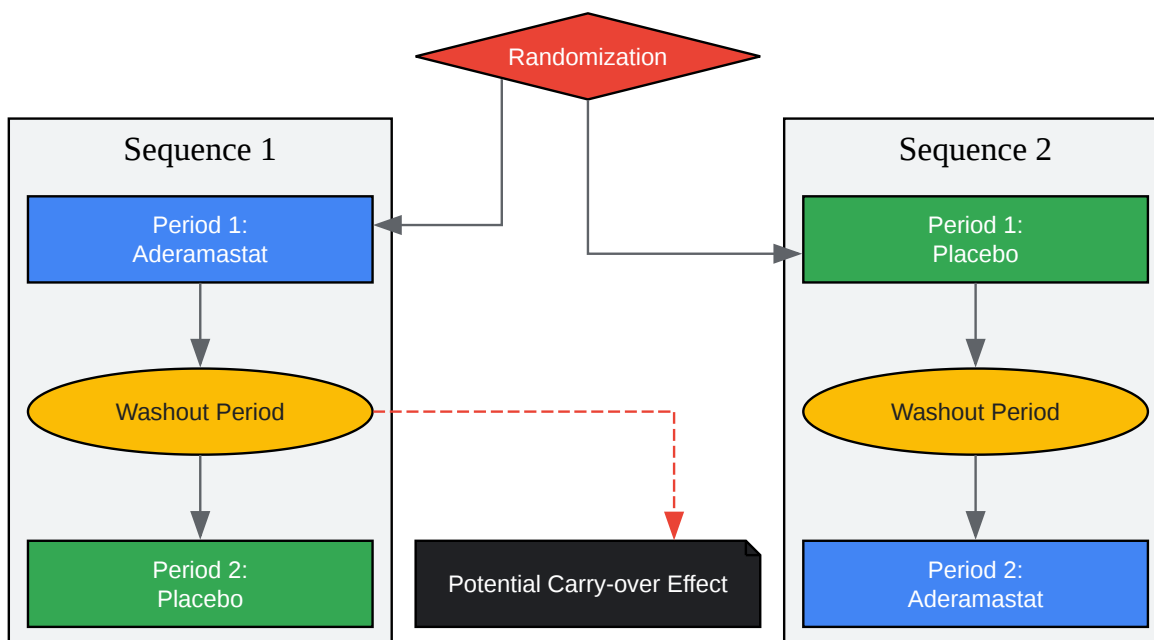 Randomization
Sequence 1
Period 1:
Aderamastat
Washout Period
Period 2:
Placebo
Potential Carry-over Effect
Sequence 2
Period 1:
Placebo
Washout Period
Period 2:
Aderamastat